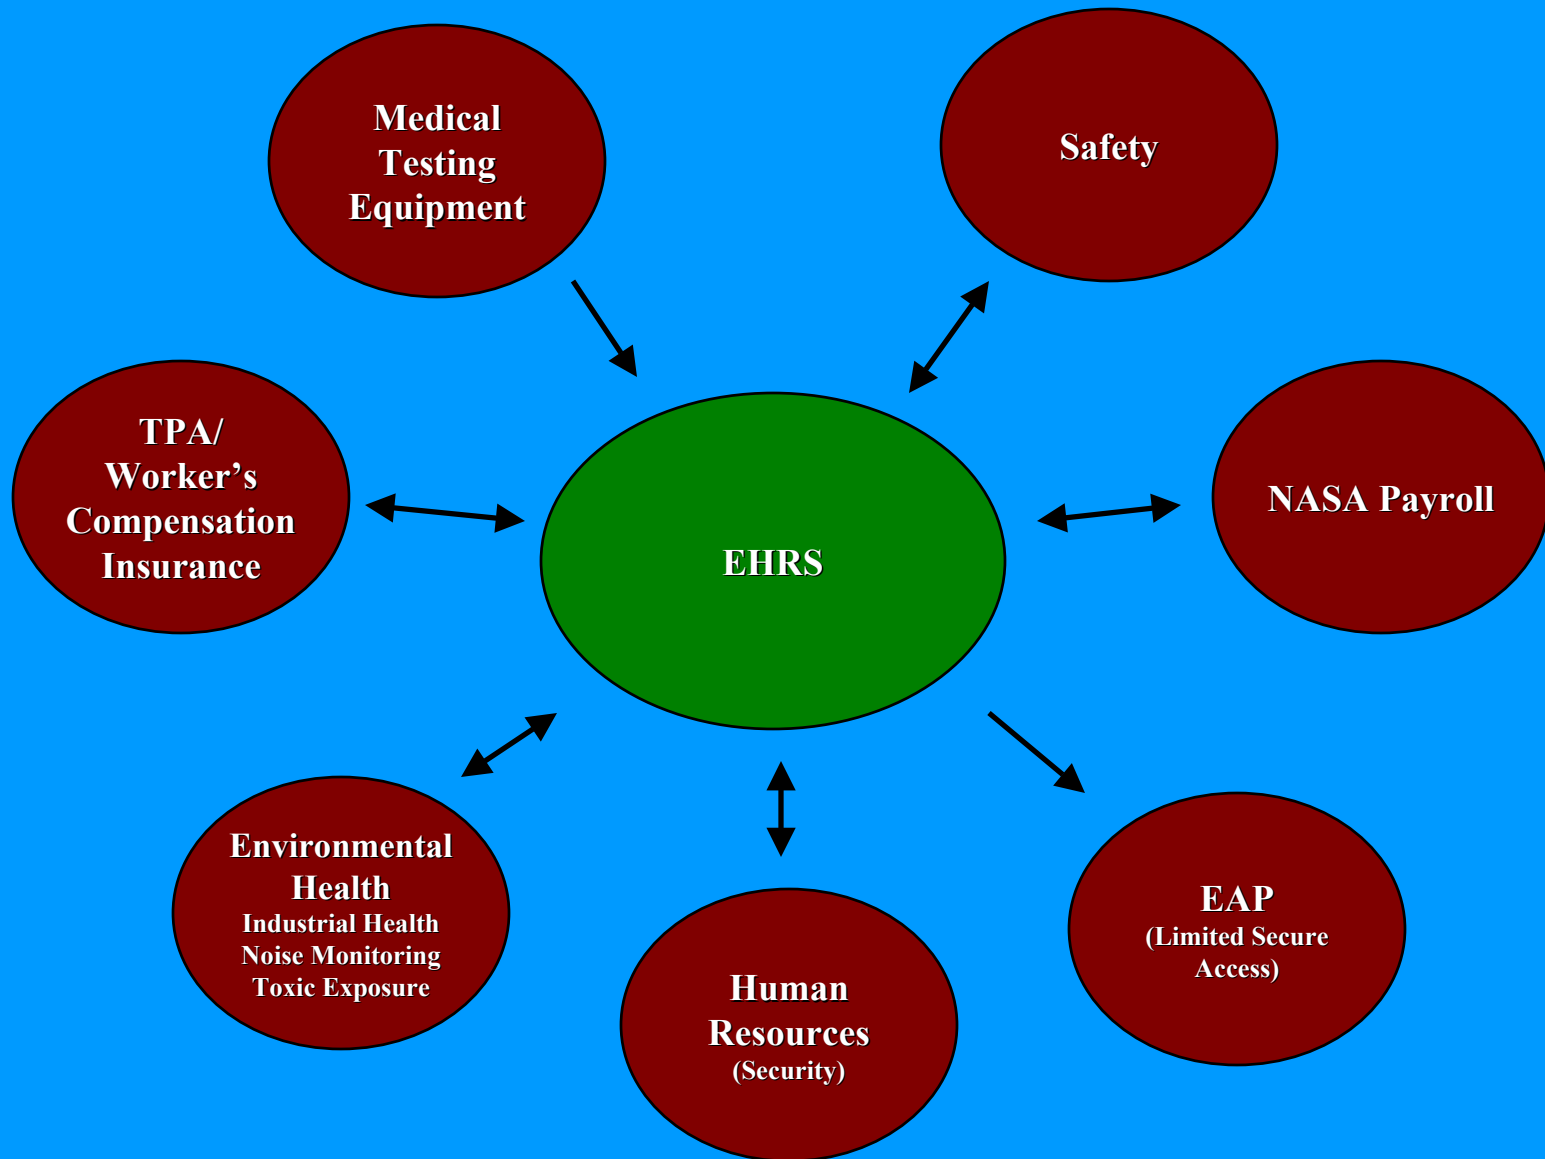 Medical
Testing
Equipment
Safety
TPA/
Worker’s
Compensation
Insurance
NASA Payroll
EHRS
Environmental
Health
Industrial Health
Noise Monitoring
Toxic Exposure
Human
Resources
(Security)
EAP
(Limited Secure
Access)